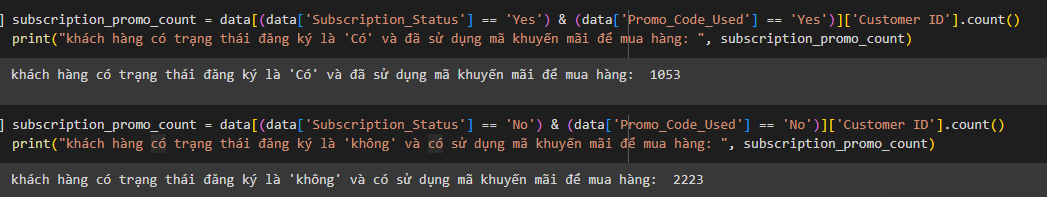 ] subscription_promo_count = data[(data['Subscription_Status'] == 'Yes') & (data['Promo_Code_Used'] == 'Yes')]['Customer ID'].count()
print("khách hàng có trạng thái đăng ký là 'Có' và đã sử dụng mã khuyến mãi để mua hàng: ", subscription_promo_count)
khách hàng có trạng thái đăng ký là 'Có' và đã sử dụng mã khuyến mãi để mua hàng:  1053
] subscription_promo_count = data[(data['Subscription_Status'] == 'No') & (data['Promo_Code_Used'] == 'No')]['Customer ID'].count()
print("khách hàng có trạng thái đăng ký là 'không' và có sử dụng mã khuyến mãi để mua hàng: ", subscription_promo_count)
khách hàng có trạng thái đăng ký là 'không' và có sử dụng mã khuyến mãi để mua hàng:  2223